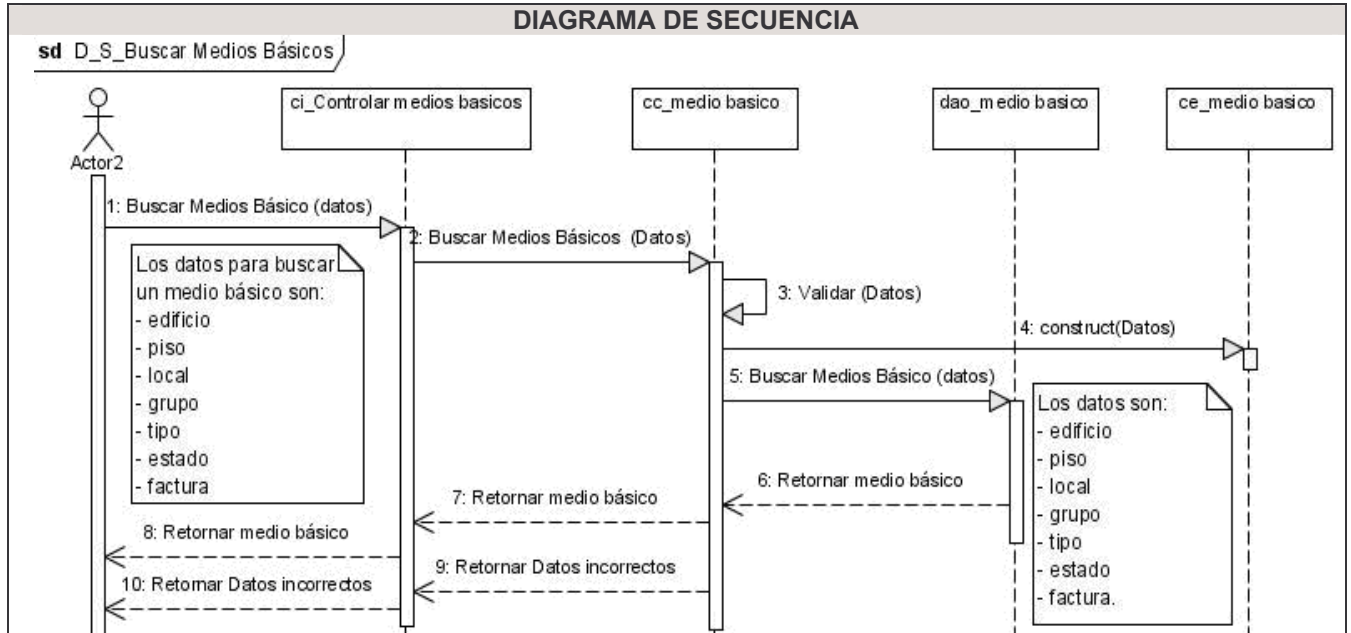 DIAGRAMA DE SECUENCIA
sd D_S_Buscar Medios Básicos
ci_Controlar medios basicos
cc_medio basico
dao_medio basico
ce_medio basico
Actor2
1: Buscar Medios Básico (datos)
2: Buscar Medios Básicos (Datos)
Los datos para buscar
un medio básico son:
- edificio
- piso
- local
- grupo
- tipo
- estado
- factura
3: Validar (Datos)
4: construct(Datos)
5: Buscar Medios Básico (datos)
Los datos son:
- edificio
- piso
- local
- grupo
- tipo
- estado
- factura.
6: Retornar medio básico
7: Retornar medio básico
8: Retornar medio básico
9: Retornar Datos incorrectos
10: Retornar Datos incorrectos